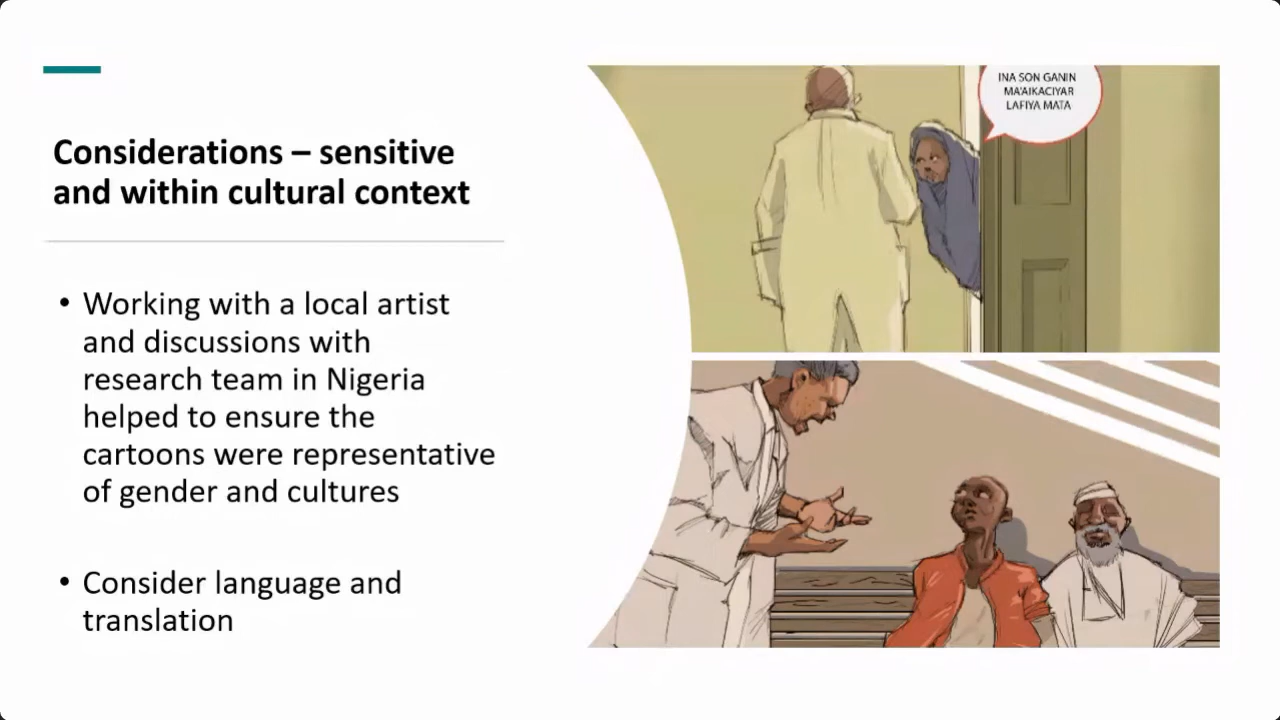 Considerations – sensitive
and within cultural context
• Working with a local artist
and discussions with
research team in Nigeria
helped to ensure the
cartoons were representative
of gender and cultures
• Consider language and
translation
INA SON GANIN
MA'AIKACIYAR
LAFIYA MATA